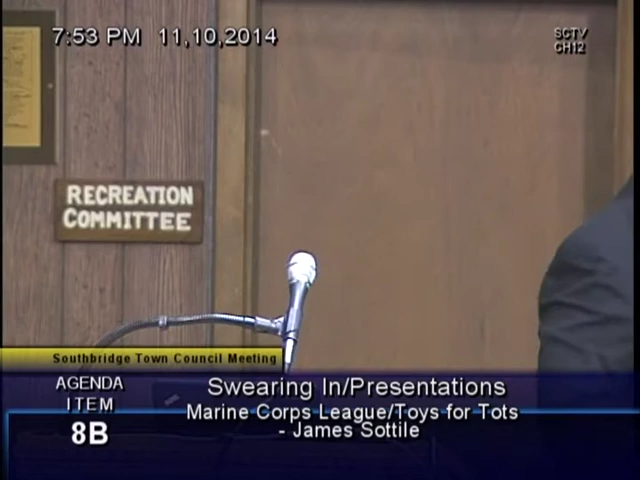 7:53 PM 11,10,2014
SCTV
CH12
RECREATION
COMMITTEE
Southbridge Town Council Meeting
AGENDA
ITEM
8B
Swearing In/Presentations
Marine Corps League/Toys for Tots
- James Sottile